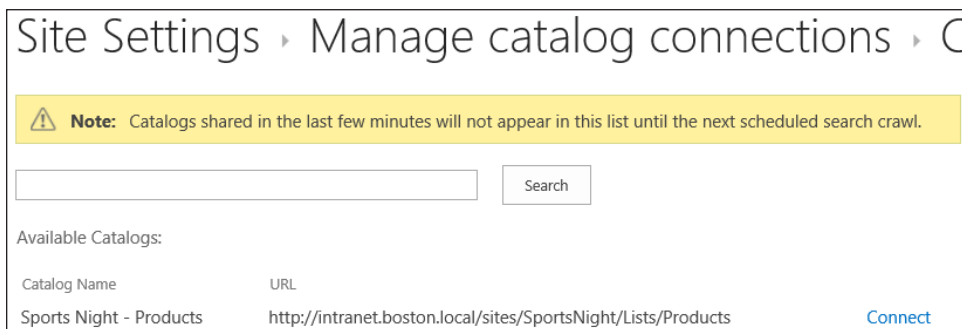 Site Settings ▸ Manage catalog connections ▸ C
Note: Catalogs shared in the last few minutes will not appear in this list until the next scheduled search crawl.
Search
Available Catalogs:
Catalog Name URL
Sports Night - Products http://intranet.boston.local/sites/SportsNight/Lists/Products Connect